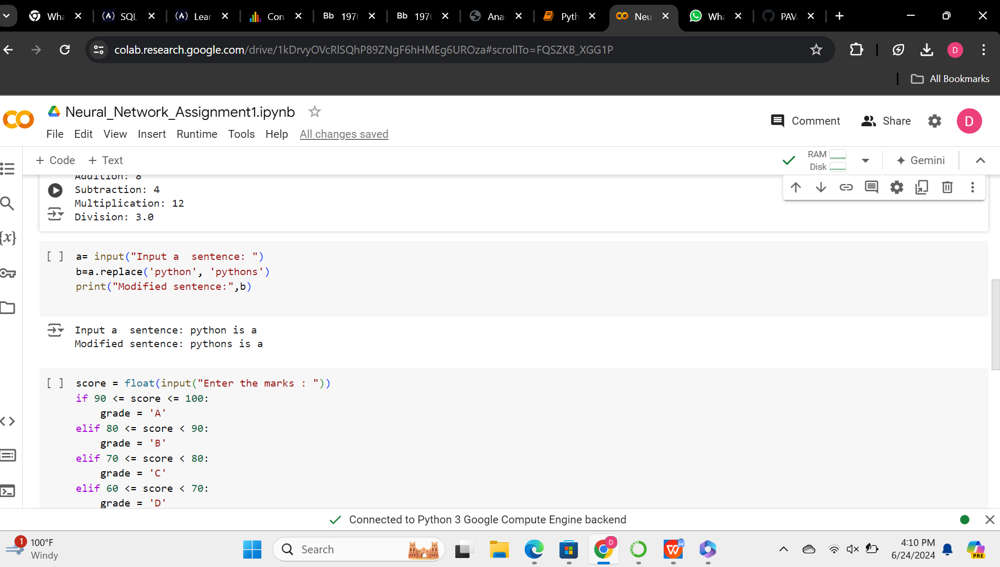 Wha
SQL
Lear
Con
Bb 1976
Bb 1976
Ana
Pyth
Neu
Wha
PAV
colab.research.google.com/drive/1kDrvyOVcRlSQhP89ZNgF6hHMEg6UROza#scrollTo=FQSZKB_XGG1P
D
All Bookmarks
Neural_Network_Assignment1.ipynb
Comment
Share
D
File Edit View Insert Runtime Tools Help All changes saved
+ Code + Text
RAM
Disk
Gemini
Addition: 8
Subtraction: 4
Multiplication: 12
Division: 3.0
{x}
[ ] a= input("Input a  sentence: ")
b=a.replace('python', 'pythons')
print("Modified sentence:",b)
Input a  sentence: python is a
Modified sentence: pythons is a
[ ] score = float(input("Enter the marks : "))
if 90 <= score <= 100:
    grade = 'A'
elif 80 <= score < 90:
    grade = 'B'
elif 70 <= score < 80:
    grade = 'C'
elif 60 <= score < 70:
    grade = 'D'
Connected to Python 3 Google Compute Engine backend
1
100°F
Windy
Search
D
W
PRE
4:10 PM
6/24/2024